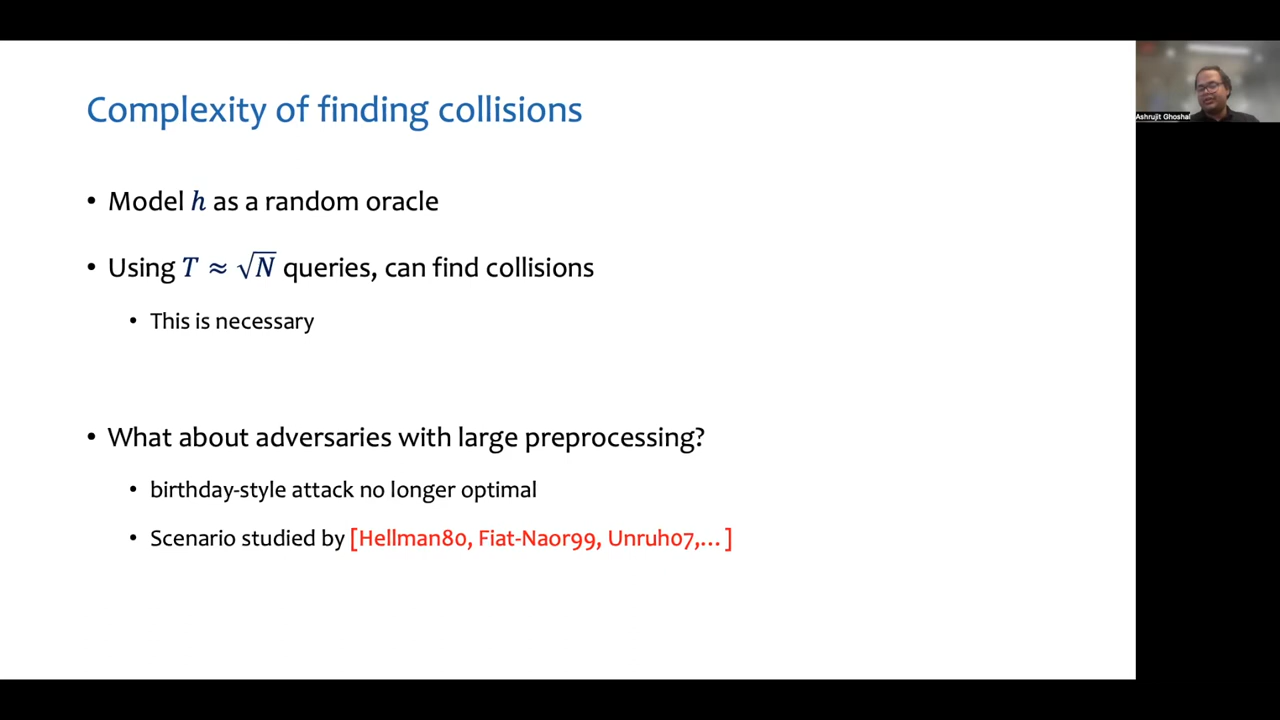 Complexity of finding collisions
• Model h as a random oracle
• Using T ≈ √N queries, can find collisions
• This is necessary
• What about adversaries with large preprocessing?
• birthday-style attack no longer optimal
• Scenario studied by [Hellman80, Fiat-Naor99, Unruh07,... ]
Ashrujit Ghoshal